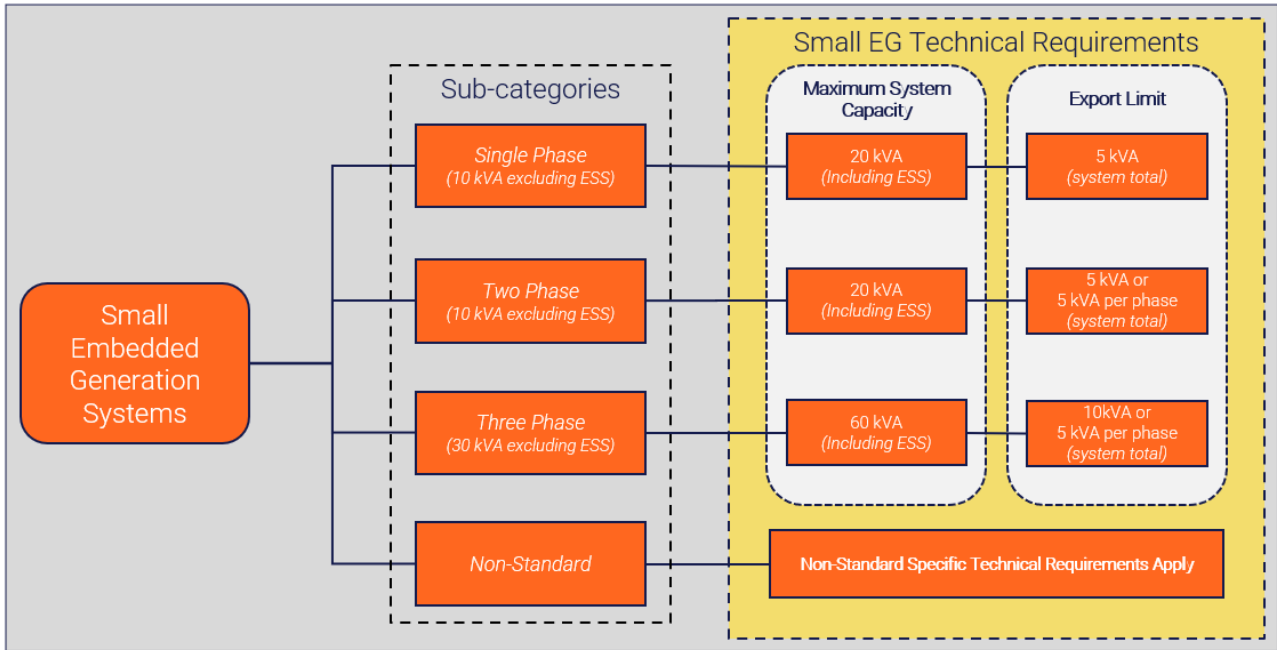 Small EG Technical Requirements
Sub-categories
Maximum System
Capacity
Export Limit
Single Phase
(10 kVA excluding ESS)
20 kVA
(Including ESS)
5 kVA
(system total)
Two Phase
(10 kVA excluding ESS)
20 kVA
(Including ESS)
5 kVA or
5 kVA per phase
(system total)
Small
Embedded
Generation
Systems
Three Phase
(30 kVA excluding ESS)
60 kVA
(Including ESS)
10kVA or
5 kVA per phase
(system total)
Non-Standard
Non-Standard Specific Technical Requirements Apply